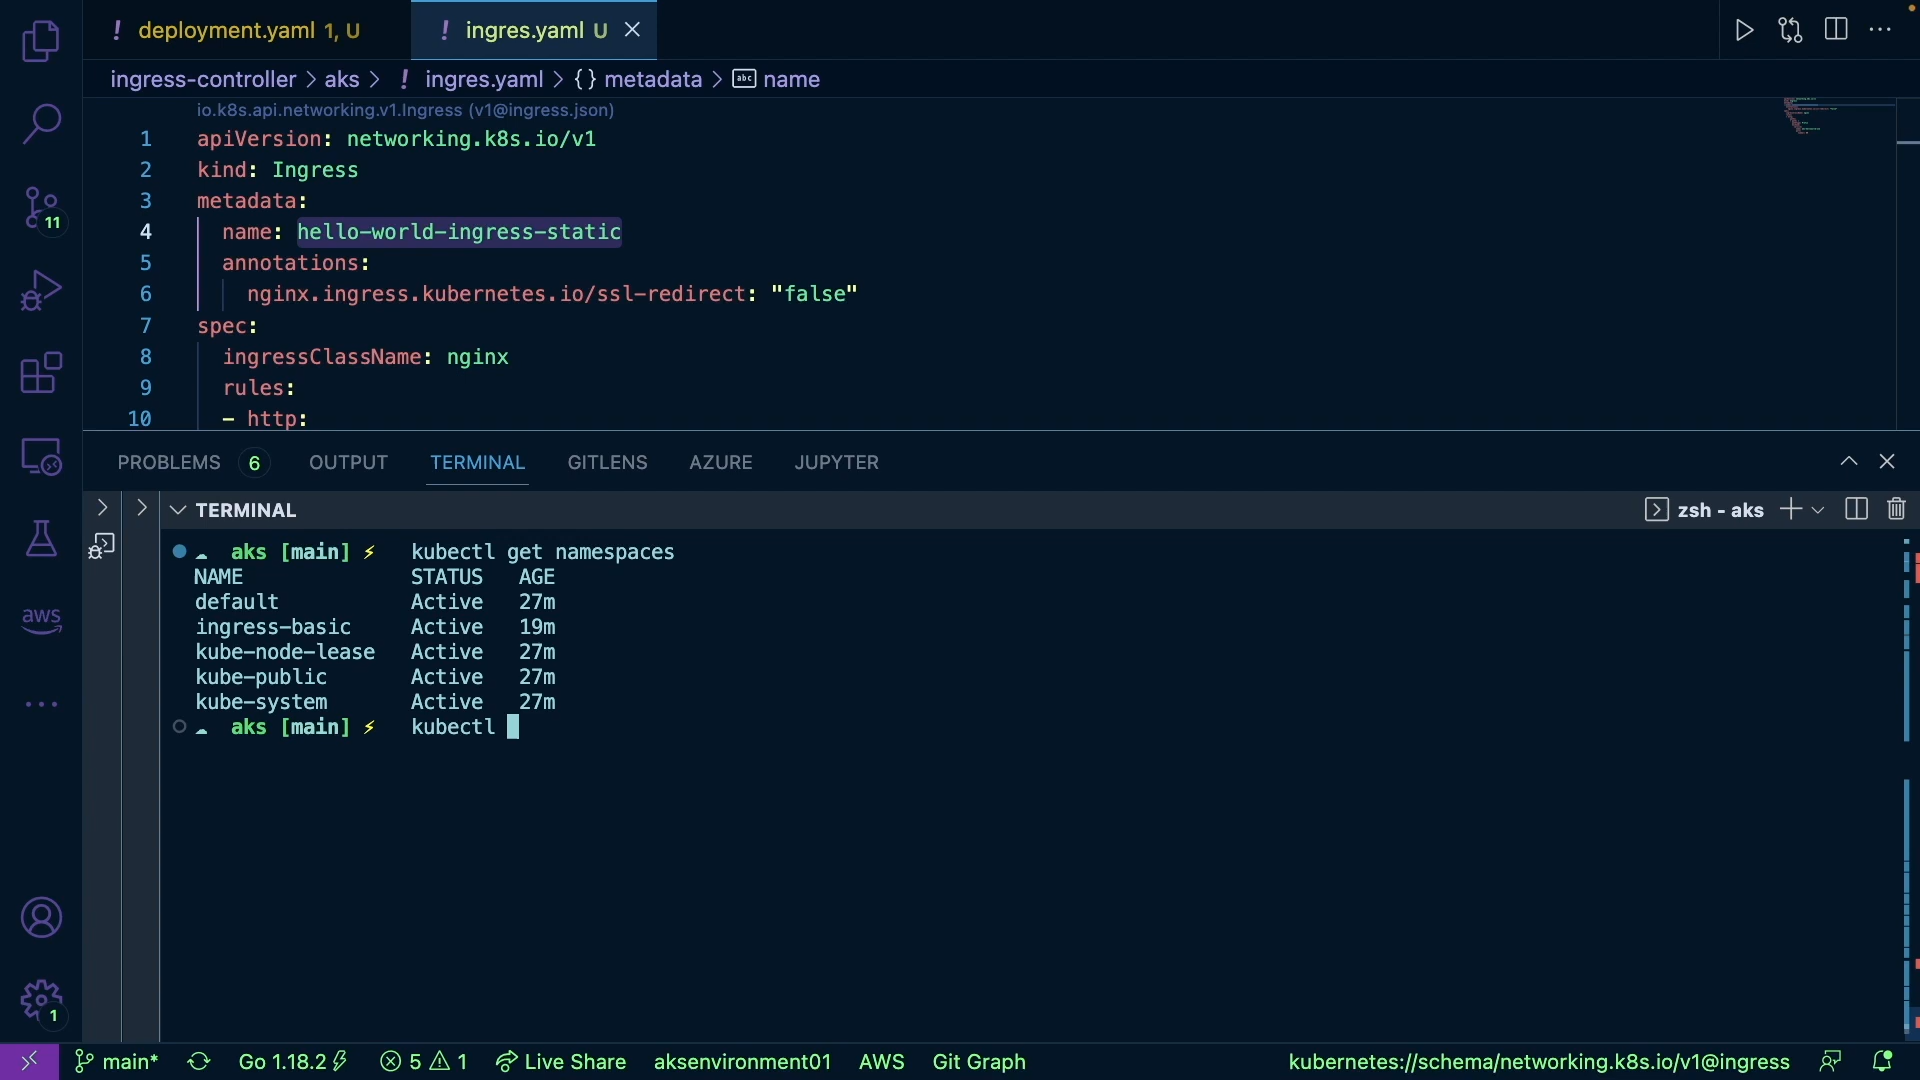 ! deployment.yaml 1, U
! ingres.yaml U
ingress-controller > aks > ! ingres.yaml > {} metadata > abc name
io.k8s.api.networking.v1.Ingress (v1@ingress.json)
1 apiVersion: networking.k8s.io/v1
2 kind: Ingress
3 metadata:
4 name: hello-world-ingress-static
5 annotations:
6 nginx.ingress.kubernetes.io/ssl-redirect: "false"
7 spec:
8 ingressClassName: nginx
9 rules:
10 - http:
11
PROBLEMS 6 OUTPUT TERMINAL GITLENS AZURE JUPYTER
TERMINAL
zsh - aks
aks [main] ⚡ kubectl get namespaces
NAME STATUS AGE
default Active 27m
ingress-basic Active 19m
kube-node-lease Active 27m
kube-public Active 27m
kube-system Active 27m
aks [main] ⚡ kubectl
aws
1
main* Go 1.18.2 5 1 Live Share aksenvironment01 AWS Git Graph kubernetes://schema/networking.k8s.io/v1@ingress